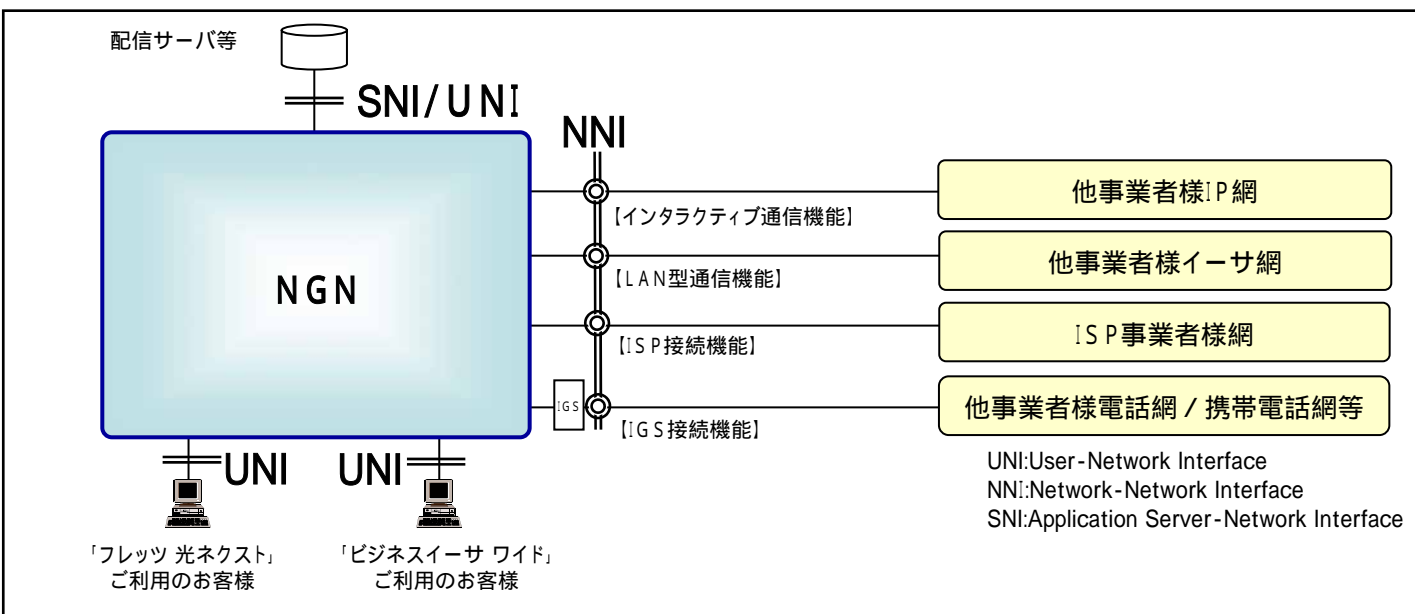 配信サーバ等
SNI/UNI
NNI
NGN
他事業者様IP網
【インタラクティブ通信機能】
他事業者様イーサ網
【LAN型通信機能】
ISP事業者様網
【ISP接続機能】
IGS
他事業者様電話網/携帯電話網等
【IGS接続機能】
UNI
UNI
UNI:User-Network Interface
NNI:Network-Network Interface
SNI:Application Server-Network Interface
「フレッツ 光ネクスト」
ご利用のお客様
「ビジネスイーサ ワイド」
ご利用のお客様